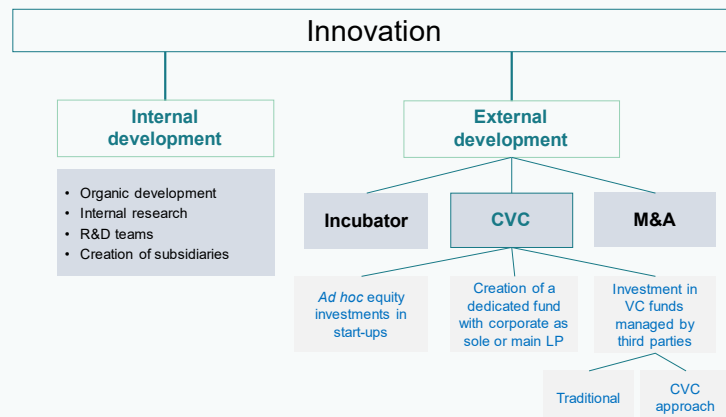 Innovation
Internal
development
External
development
• Organic development
• Internal research
• R&D teams
• Creation of subsidiaries
Incubator
CVC
M&A
Ad hoc equity
investments in
start-ups
Creation of a
dedicated fund
with corporate as
sole or main LP
Investment in
VC funds
managed by
third parties
Traditional
CVC
approach